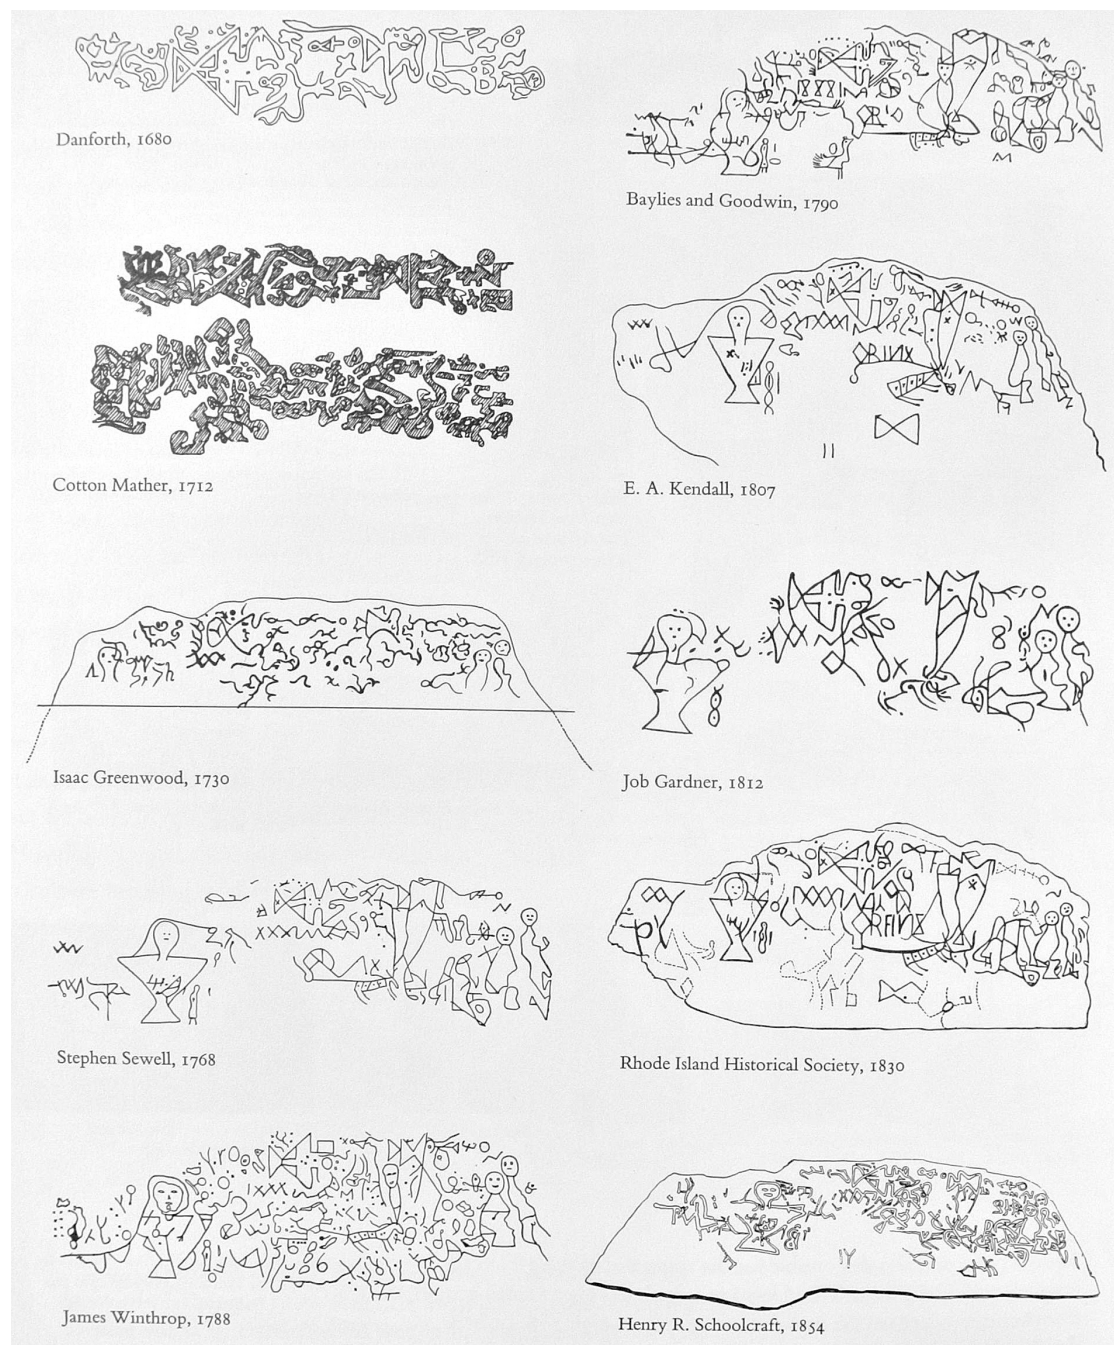 Danforth, 1680
Cotton Mather, 1712
Isaac Greenwood, 1730
Stephen Sewell, 1768
James Winthrop, 1788
Baylies and Goodwin, 1790
E. A. Kendall, 1807
Job Gardner, 1812
Rhode Island Historical Society, 1830
Henry R. Schoolcraft, 1854